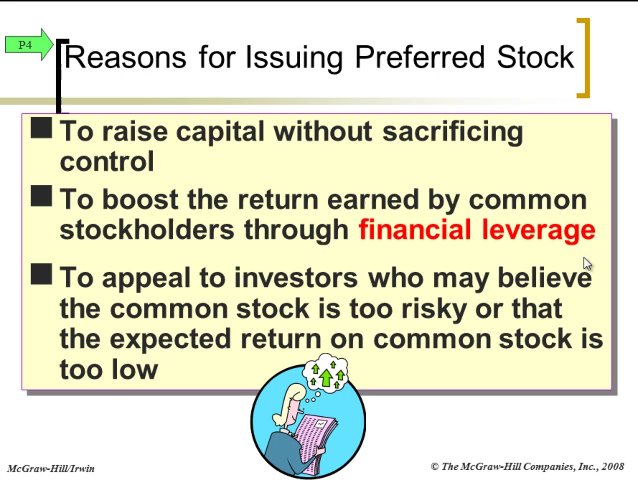 P4
Reasons for Issuing Preferred Stock
To raise capital without sacrificing
control
To boost the return earned by common
stockholders through financial leverage
To appeal to investors who may believe
the common stock is too risky or that
the expected return on common stock is
too low
McGraw-Hill/Irwin
© The McGraw-Hill Companies, Inc., 2008